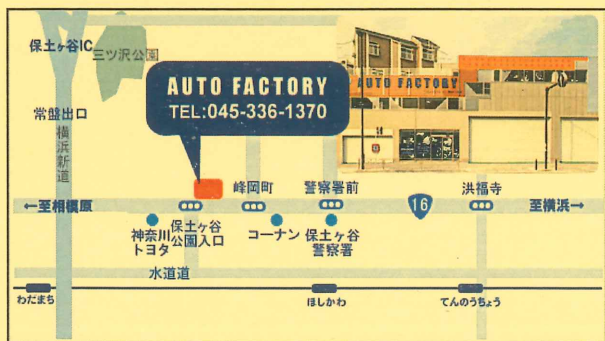 保土ヶ谷IC
三ツ沢公園
常盤出口
横浜新道
AUTO FACTORY
TEL:045-336-1370
AUTO FACTORY
←至相模原
神奈川
トヨタ
保土ヶ谷
公園入口
峰岡町
コーナン
警察署前
保土ヶ谷
警察署
16
洪福寺
至横浜→
水道道
わだまち
ほしかわ
てんのうちょう